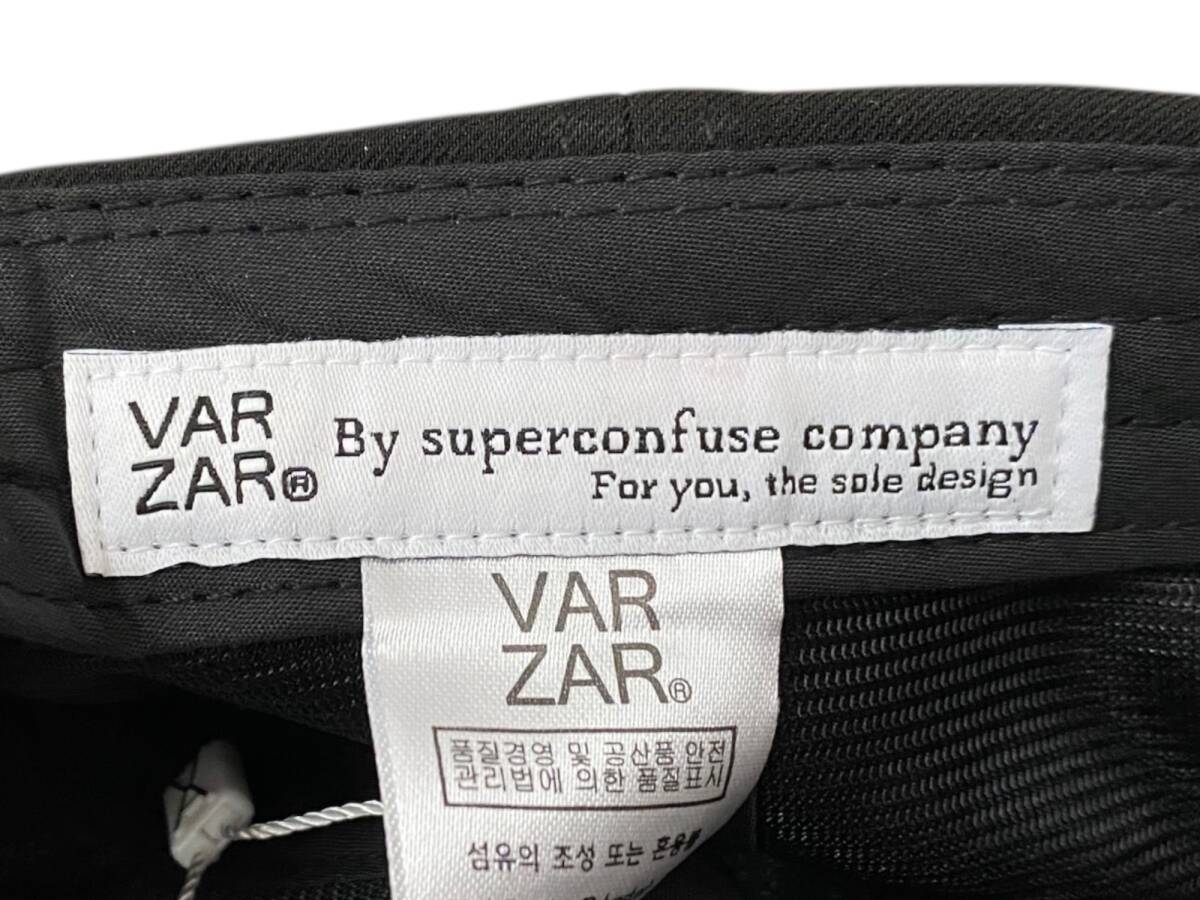 VAR
ZAR®
By superconfuse company
For you, the sole design
VAR
ZAR®
품질경영 및 공산품 안전
관리법에 의한 품질표시
섬유의 조성 또는 혼용률